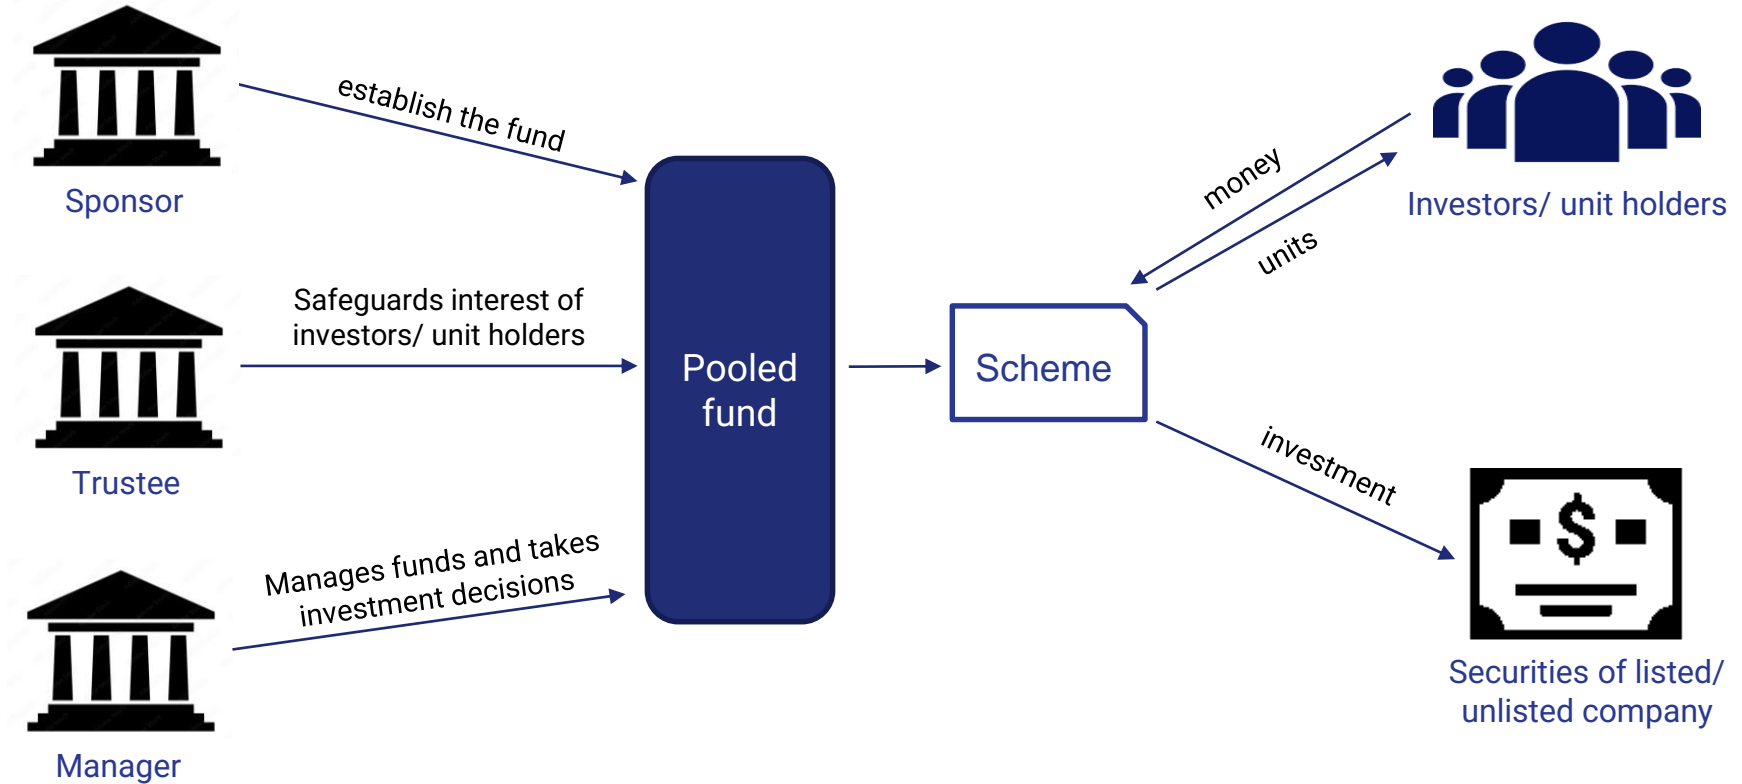 establish the fund
Sponsor
Safeguards interest of
investors/ unit holders
Trustee
Manages funds and takes
investment decisions
Manager
Pooled
fund
Scheme
money
units
Investors/ unit holders
investment
$
Securities of listed/
unlisted company